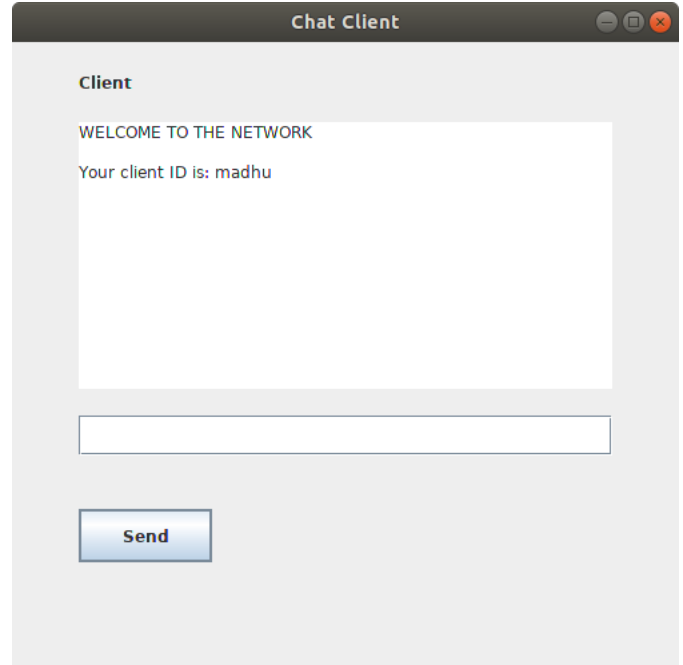 Chat Client
Client
WELCOME TO THE NETWORK
Your client ID is: madhu
Send